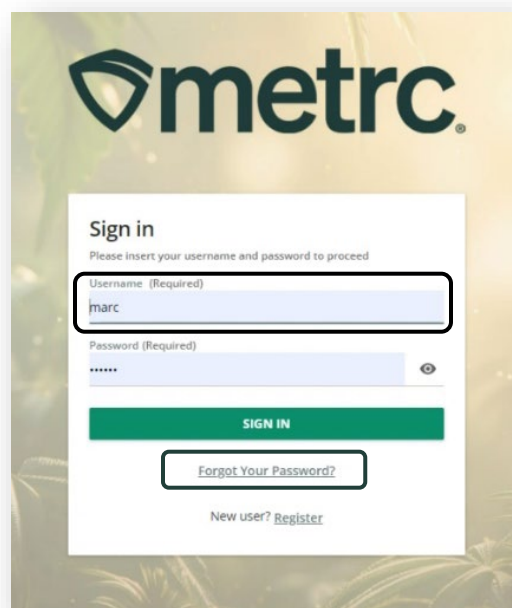 metrc®
Sign in
Please insert your username and password to proceed
Username (Required)
marc
Password (Required)
••••••
SIGN IN
Forgot Your Password?
New user? Register